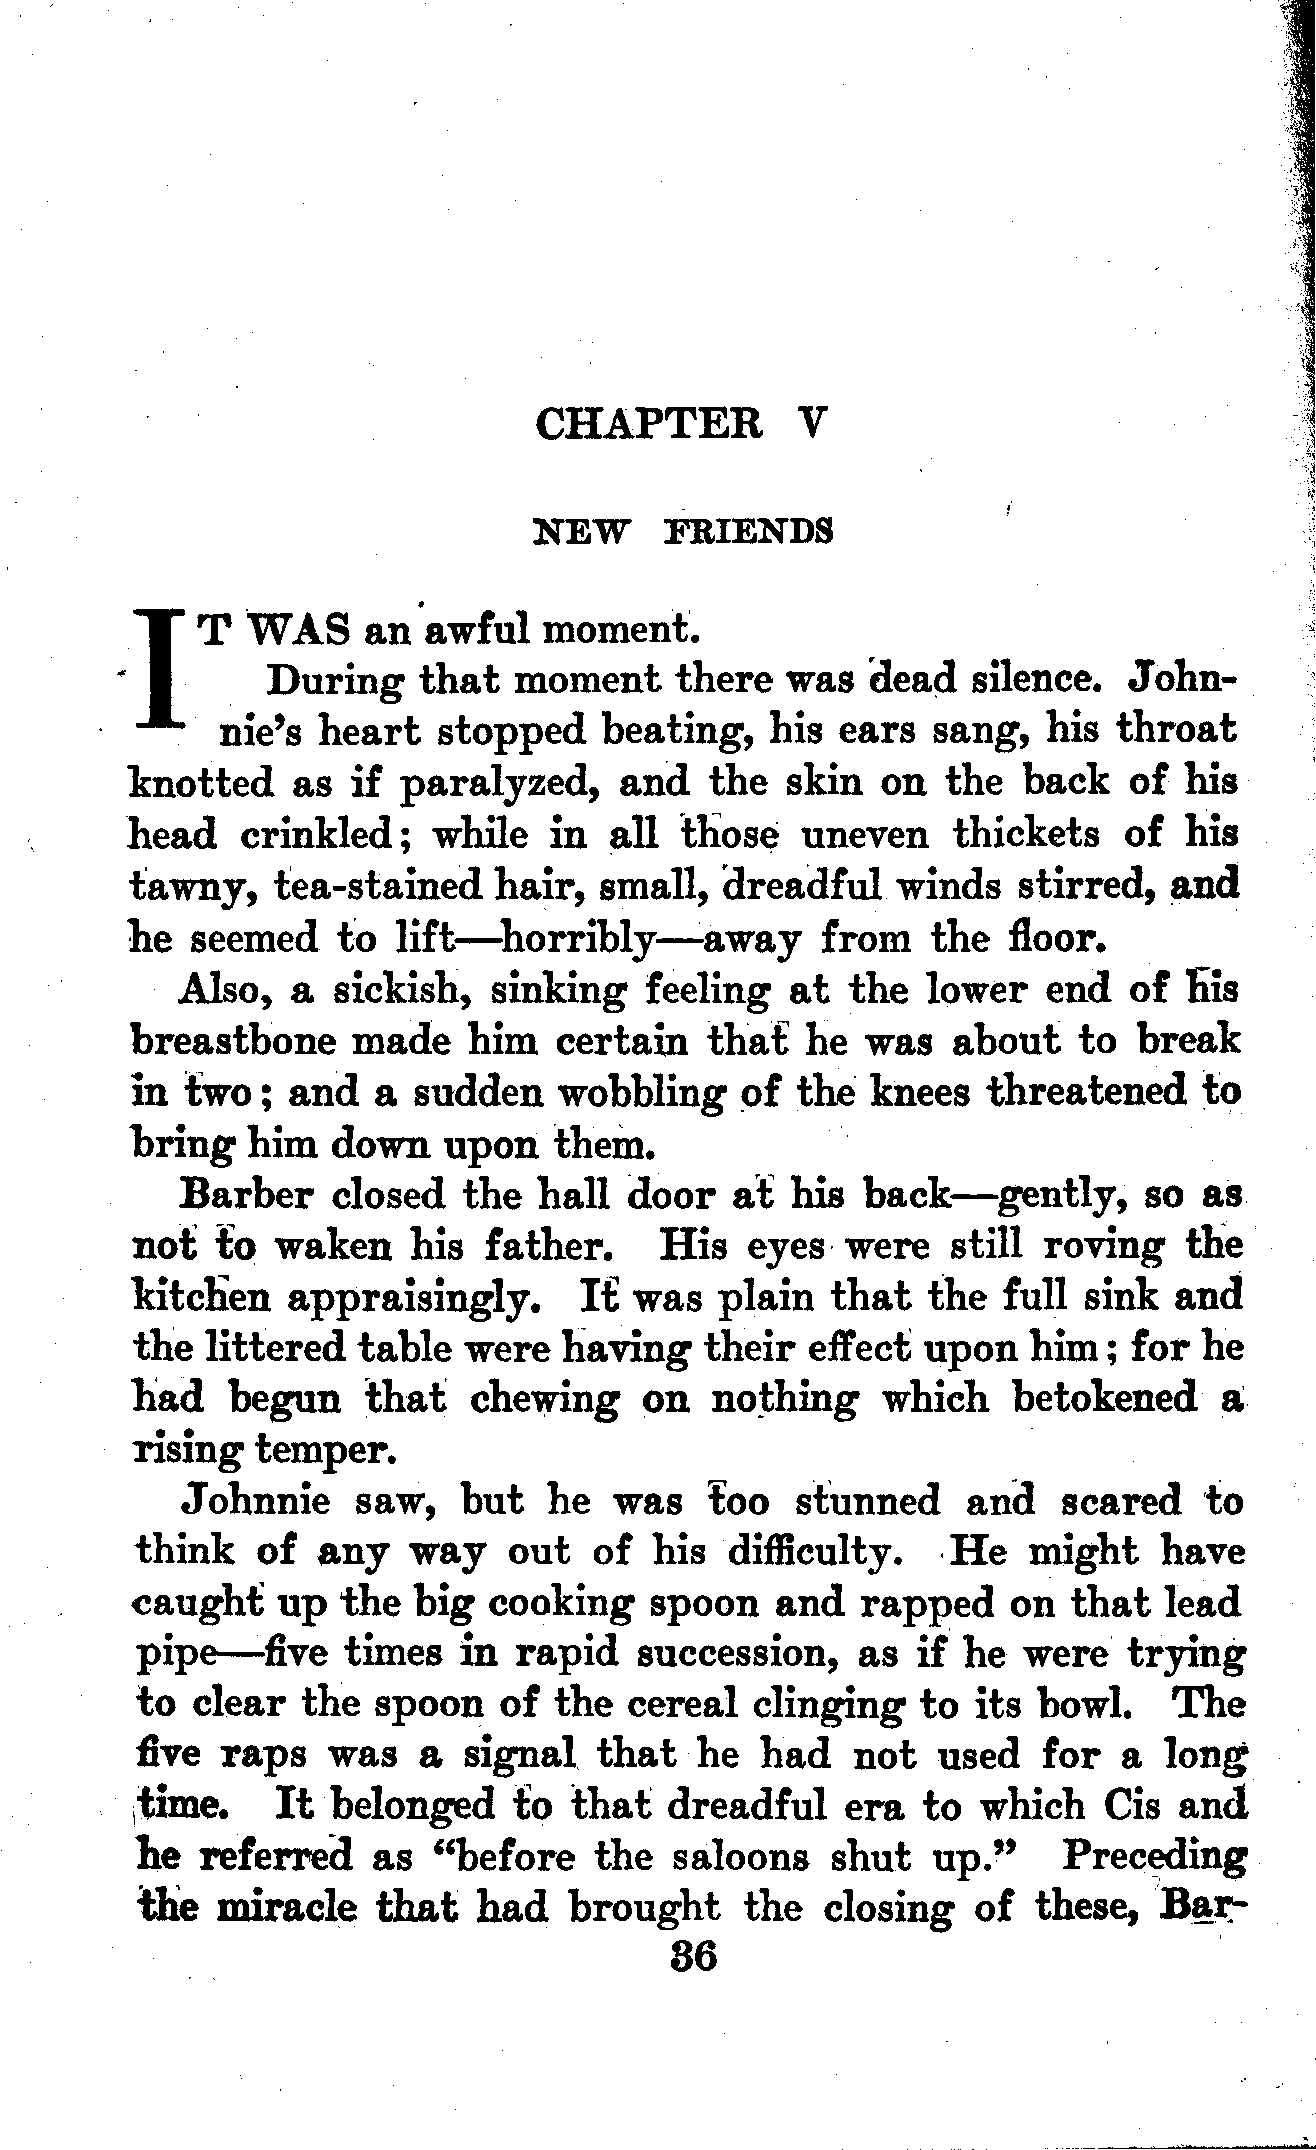 CHAPTER V
NEW FRIENDS
IT WAS an awful moment.
During that moment there was dead silence. John-
nie's heart stopped beating, his ears sang, his throat
knotted as if paralyzed, and the skin on the back of his
head crinkled; while in all those uneven thickets of his
tawny, tea-stained hair, small, dreadful winds stirred, and
he seemed to lift—horribly—away from the floor.
Also, a sickish, sinking feeling at the lower end of his
breastbone made him certain that he was about to break
in two; and a sudden wobbling of the knees threatened to
bring him down upon them.
Barber closed the hall door at his back—gently, so as
not to waken his father. His eyes were still roving the
kitchen appraisingly. It was plain that the full sink and
the littered table were having their effect upon him; for he
had begun that chewing on nothing which betokened a
rising temper.
Johnnie saw, but he was too stunned and scared to
think of any way out of his difficulty. He might have
caught up the big cooking spoon and rapped on that lead
pipe—five times in rapid succession, as if he were trying
to clear the spoon of the cereal clinging to its bowl. The
five raps was a signal that he had not used for a long
time. It belonged to that dreadful era to which Cis and
he referred as "before the saloons shut up." Preceding
the miracle that had brought the closing of these, Bar-
36